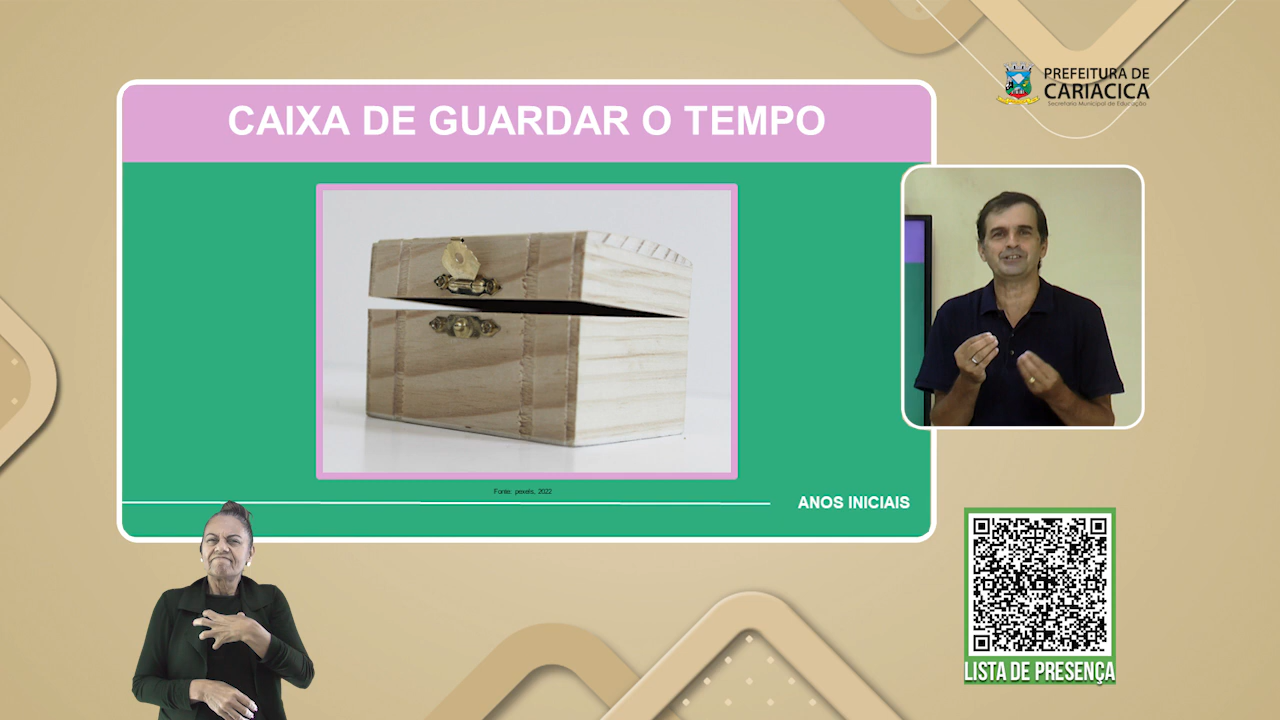 PREFEITURA DE
CARIACICA
Secretaria Municipal de Educação
CAIXA DE GUARDAR O TEMPO
Fonte: pexels, 2022
ANOS INICIAIS
LISTA DE PRESENÇA